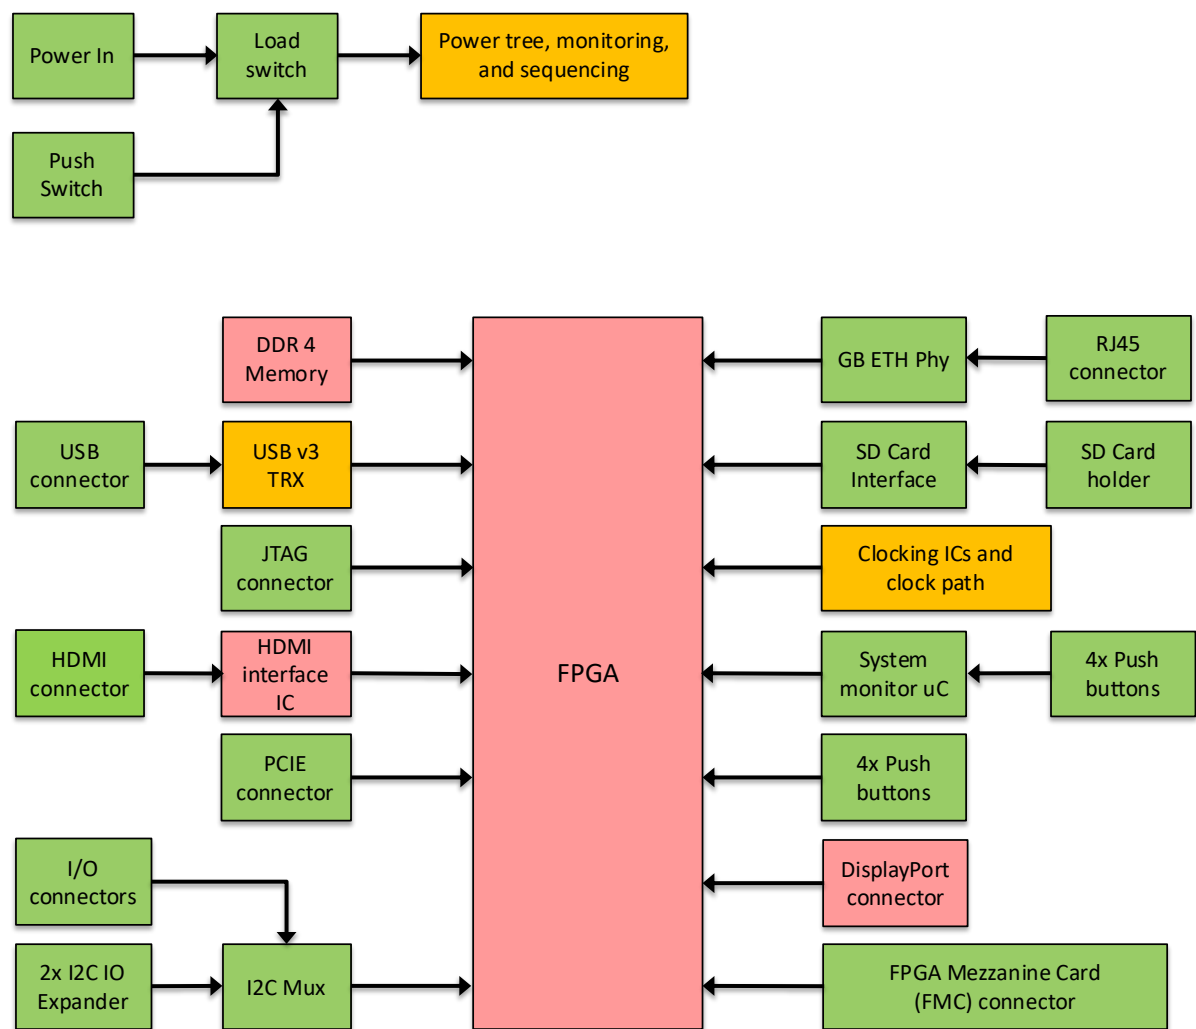 Power In
Load
switch
Power tree, monitoring,
and sequencing
Push
Switch
DDR 4
Memory
USB
connector
USB v3
TRX
JTAG
connector
HDMI
connector
HDMI
interface
IC
PCIE
connector
I/O
connectors
2x I2C IO
Expander
I2C Mux
FPGA
GB ETH Phy
RJ45
connector
SD Card
Interface
SD Card
holder
Clocking ICs and
clock path
System
monitor uC
4x Push
buttons
4x Push
buttons
DisplayPort
connector
FPGA Mezzanine Card
(FMC) connector